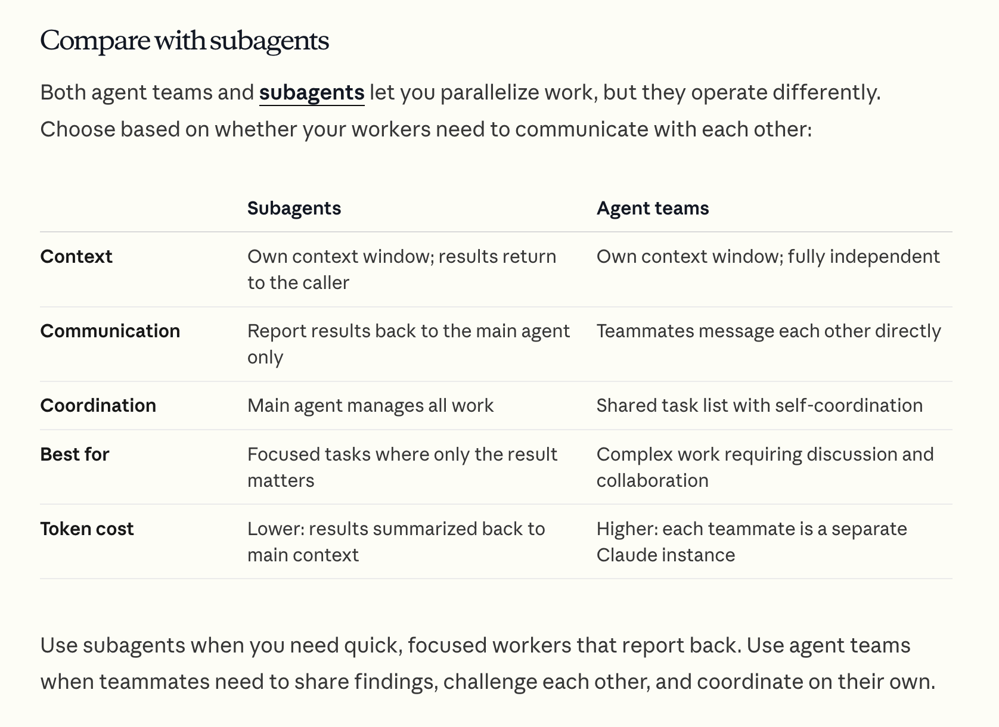 Compare with subagents
Both agent teams and subagents let you parallelize work, but they operate differently.
Choose based on whether your workers need to communicate with each other:
Subagents Agent teams
Context Own context window; results return Own context window; fully independent
to the caller
Communication Report results back to the main agent Teammates message each other directly
only
Coordination Main agent manages all work Shared task list with self-coordination
Best for Focused tasks where only the result Complex work requiring discussion and
matters collaboration
Token cost Lower: results summarized back to Higher: each teammate is a separate
main context Claude instance
Use subagents when you need quick, focused workers that report back. Use agent teams
when teammates need to share findings, challenge each other, and coordinate on their own.